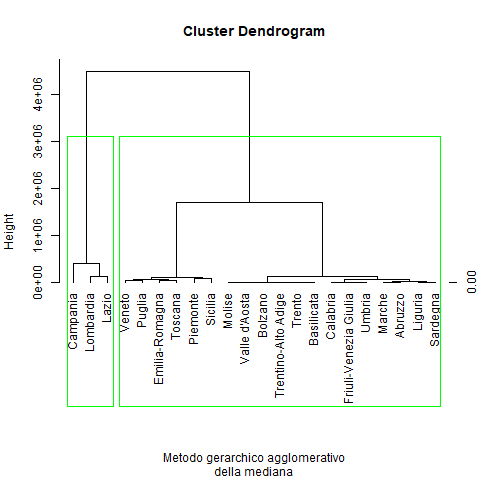 Cluster Dendrogram
Height
0e+00
1e+06
2e+06
3e+06
4e+06
0.00
Campania
Lombardia
Lazio
Veneto
Puglia
Emilia-Romagna
Toscana
Piemonte
Sicilia
Molise
Valle d'Aosta
Bolzano
Trentino-Alto Adige
Trento
Basilicata
Calabria
Friuli-Venezia Giulia
Umbria
Marche
Abruzzo
Liguria
Sardegna
Metodo gerarchico agglomerativo
della mediana